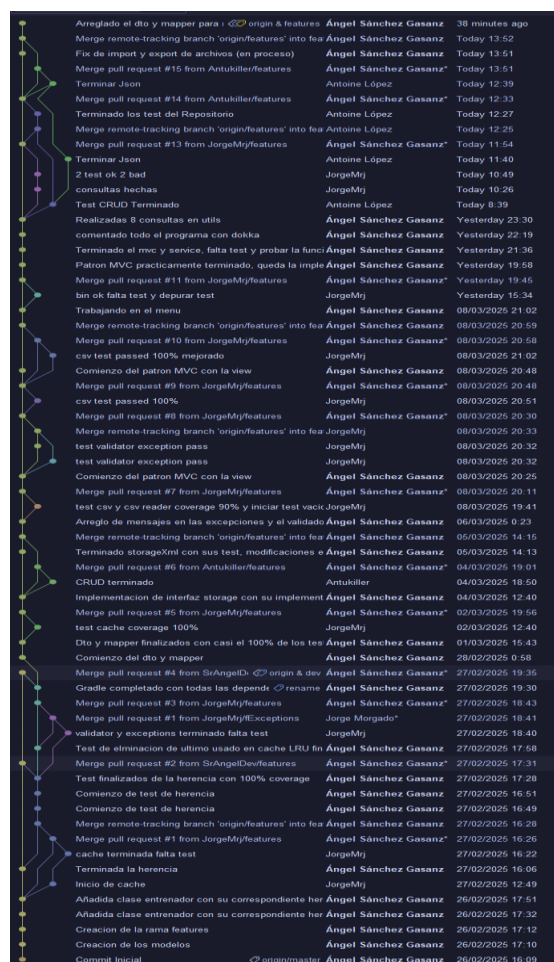 Arreglado el dto y mapper para origin & features Ángel Sánchez Gasanz 38 minutes ago
Merge remote-tracking branch 'origin/features' into fea Ángel Sánchez Gasanz Today 13:52
Fix de import y export de archivos (en proceso) Ángel Sánchez Gasanz Today 13:51
Merge pull request #15 from Antukiller/features Ángel Sánchez Gasanz* Today 13:51
Terminar Json Antoine López Today 12:39
Merge pull request #14 from Antukiller/features Ángel Sánchez Gasanz* Today 12:33
Terminado los test del Repositorio Antoine López Today 12:27
Merge remote-tracking branch 'origin/features' into fea Antoine López Today 12:25
Merge pull request #13 from JorgeMrj/features Ángel Sánchez Gasanz* Today 11:54
Terminar Json Antoine López Today 11:40
2 test ok 2 bad JorgeMrj Today 10:49
consultas hechas JorgeMrj Today 10:26
Test CRUD Terminado Antoine López Today 8:39
Realizadas 8 consultas en utils Ángel Sánchez Gasanz Yesterday 23:30
comentado todo el programa con dokka Ángel Sánchez Gasanz Yesterday 22:19
Terminado el mvc y service, falta test y probar la funci Ángel Sánchez Gasanz Yesterday 21:36
Patron MVC practicamente terminado, queda la imple Ángel Sánchez Gasanz Yesterday 19:58
Merge pull request #11 from JorgeMrj/features Ángel Sánchez Gasanz* Yesterday 19:45
bin ok falta test y depurar test JorgeMrj Yesterday 15:34
Trabajando en el menu Ángel Sánchez Gasanz 08/03/2025 21:02
Merge remote-tracking branch 'origin/features' into fea Ángel Sánchez Gasanz 08/03/2025 20:59
Merge pull request #10 from JorgeMrj/features Ángel Sánchez Gasanz* 08/03/2025 20:58
csv test passed 100% mejorado JorgeMrj 08/03/2025 21:02
Comienzo del patron MVC con la view Ángel Sánchez Gasanz 08/03/2025 20:48
Merge pull request #9 from JorgeMrj/features Ángel Sánchez Gasanz* 08/03/2025 20:48
csv test passed 100% JorgeMrj 08/03/2025 20:51
Merge pull request #8 from JorgeMrj/features Ángel Sánchez Gasanz* 08/03/2025 20:30
Merge remote-tracking branch 'origin/features' into fea JorgeMrj 08/03/2025 20:33
test validator exception pass JorgeMrj 08/03/2025 20:32
test validator exception pass JorgeMrj 08/03/2025 20:32
Comienzo del patron MVC con la view Ángel Sánchez Gasanz 08/03/2025 20:25
Merge pull request #7 from JorgeMrj/features Ángel Sánchez Gasanz* 08/03/2025 20:11
test csv y csv reader coverage 90% y iniciar test vacic JorgeMrj 08/03/2025 19:41
Arreglo de mensajes en las excepciones y el validado Ángel Sánchez Gasanz 06/03/2025 0:23
Merge remote-tracking branch 'origin/features' into fea Ángel Sánchez Gasanz 05/03/2025 14:15
Terminado storageXml con sus test, modificaciones e Ángel Sánchez Gasanz 05/03/2025 14:13
Merge pull request #6 from Antukiller/features Ángel Sánchez Gasanz* 04/03/2025 19:01
CRUD terminado Antukiller 04/03/2025 18:50
Implementacion de interfaz storage con su implement Ángel Sánchez Gasanz 04/03/2025 12:40
Merge pull request #5 from JorgeMrj/features Ángel Sánchez Gasanz* 02/03/2025 19:56
test cache coverage 100% JorgeMrj 02/03/2025 12:40
Dto y mapper finalizados con casi el 100% de los tes Ángel Sánchez Gasanz 01/03/2025 15:43
Comienzo del dto y mapper Ángel Sánchez Gasanz 28/02/2025 0:58
Merge pull request #4 from SrAngelD origin & dev Ángel Sánchez Gasanz* 27/02/2025 19:35
Gradle completado con todas las depende rename Ángel Sánchez Gasanz 27/02/2025 19:30
Merge pull request #3 from JorgeMrj/features Ángel Sánchez Gasanz* 27/02/2025 18:43
Merge pull request #1 from JorgeMrj/fExceptions Jorge Morgado* 27/02/2025 18:41
validator y exceptions terminado falta test JorgeMrj 27/02/2025 18:40
Test de elminacion de ultimo usado en cache LRU fin Ángel Sánchez Gasanz 27/02/2025 17:58
Merge pull request #2 from SrAngelDev/features Ángel Sánchez Gasanz* 27/02/2025 17:31
Test finalizados de la herencia con 100% coverage Ángel Sánchez Gasanz 27/02/2025 17:28
Comienzo de test de herencia Ángel Sánchez Gasanz 27/02/2025 16:51
Comienzo de test de herencia Ángel Sánchez Gasanz 27/02/2025 16:49
Merge remote-tracking branch 'origin/features' into fea Ángel Sánchez Gasanz 27/02/2025 16:28
Merge pull request #1 from JorgeMrj/features Ángel Sánchez Gasanz* 27/02/2025 16:26
cache terminada falta test JorgeMrj 27/02/2025 16:22
Terminada la herencia Ángel Sánchez Gasanz 27/02/2025 16:06
Inicio de cache JorgeMrj 27/02/2025 12:49
Añadida clase entrenador con su correspondiente her Ángel Sánchez Gasanz 26/02/2025 17:51
Añadida clase entrenador con su correspondiente her Ángel Sánchez Gasanz 26/02/2025 17:32
Creacion de la rama features Ángel Sánchez Gasanz 26/02/2025 17:12
Creacion de los modelos Ángel Sánchez Gasanz 26/02/2025 17:10
Commit Inicial origin/master Ángel Sánchez Gasanz 26/02/2025 16:09